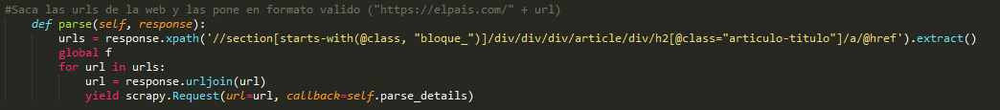 #Saca las urls de la web y las pone en formato valido ("https://elpais.com/" + url)
def parse(self, response):
urls = response.xpath('//section[starts-with(@class, "bloque_")]/div/div/div/article/div/h2[@class="articulo-titulo"]/a/@href').extract()
global f
for url in urls:
url = response.urljoin(url)
yield scrapy.Request(url=url, callback=self.parse_details)